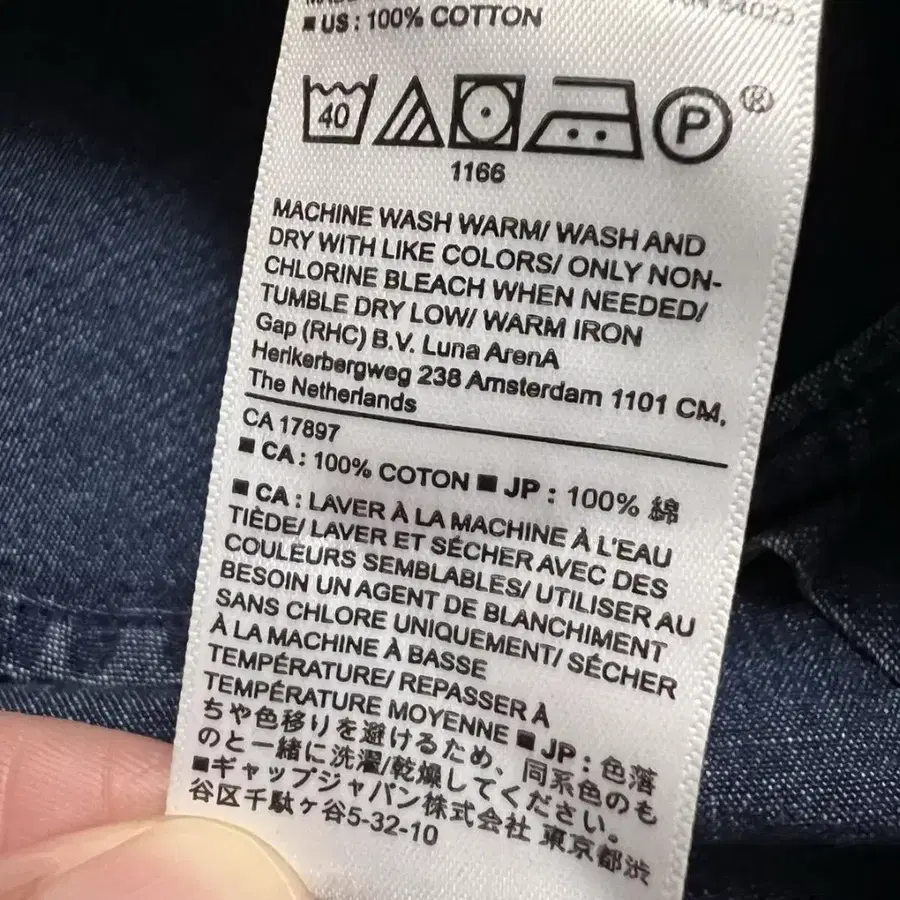 ■ US : 100% COTTON
40 P ®
1166
MACHINE WASH WARM/ WASH AND
DRY WITH LIKE COLORS/ ONLY NON-
CHLORINE BLEACH WHEN NEEDED/
TUMBLE DRY LOW/ WARM IRON
Gap (RHC) B.V. Luna ArenA
Herikerbergweg 238 Amsterdam 1101 CM,
The Netherlands
CA 17897
■ CA : 100% COTON ■ JP : 100% 綿
■ CA : LAVER À LA MACHINE À L'EAU
TIÈDE/ LAVER ET SÉCHER AVEC DES
COULEURS SEMBLABLES/ UTILISER AU
BESOIN UN AGENT DE BLANCHIMENT
SANS CHLORE UNIQUEMENT/ SÉCHER
À LA MACHINE À BASSE
TEMPÉRATURE/ REPASSER À
TEMPÉRATURE MOYENNE ■ JP : 色落
ちや色移りを避けるため、同系色のも
のと一緒に洗濯/乾燥してください。
■ギャップジャパン株式会社 東京都渋
谷区千駄ヶ谷5-32-10